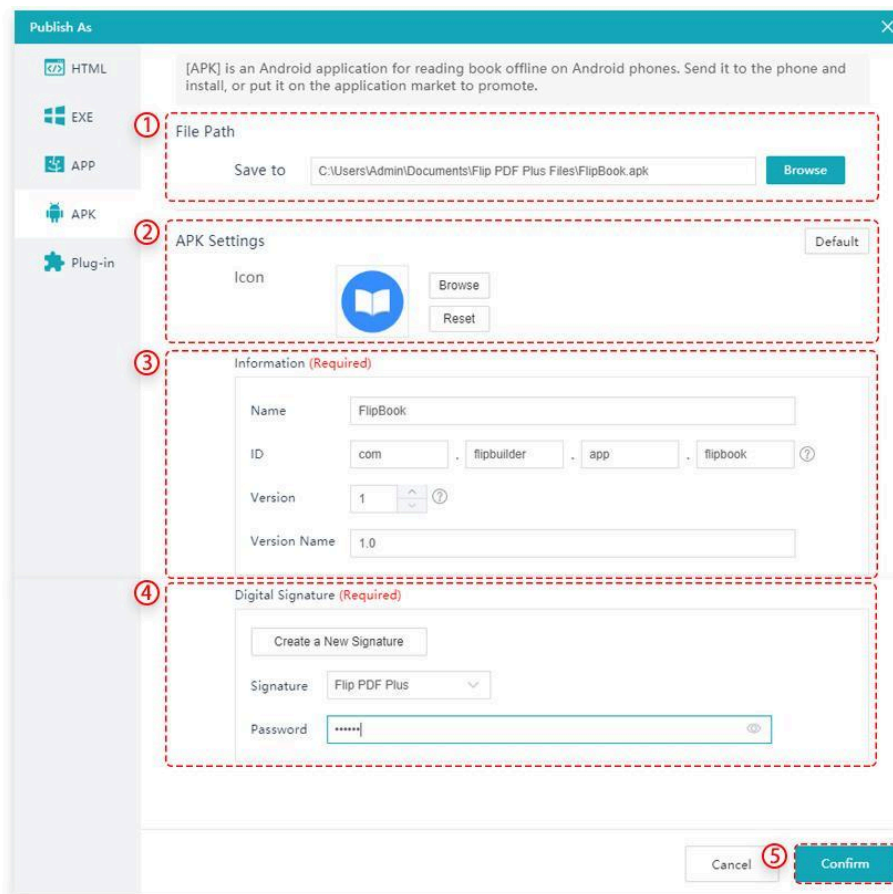 Publish As
HTML
EXE
APP
APK
Plug-in
[APK] is an Android application for reading book offline on Android phones. Send it to the phone and
install, or put it on the application market to promote.
① File Path
Save to C:\Users\Admin\Documents\Flip PDF Plus Files\FlipBook.apk Browse
② APK Settings Default
Icon Browse
Reset
③ Information (Required)
Name FlipBook
ID com . flipbuilder . app . flipbook ?
Version 1 ?
Version Name 1.0
④ Digital Signature (Required)
Create a New Signature
Signature Flip PDF Plus
Password ••••••
Cancel ⑤ Confirm